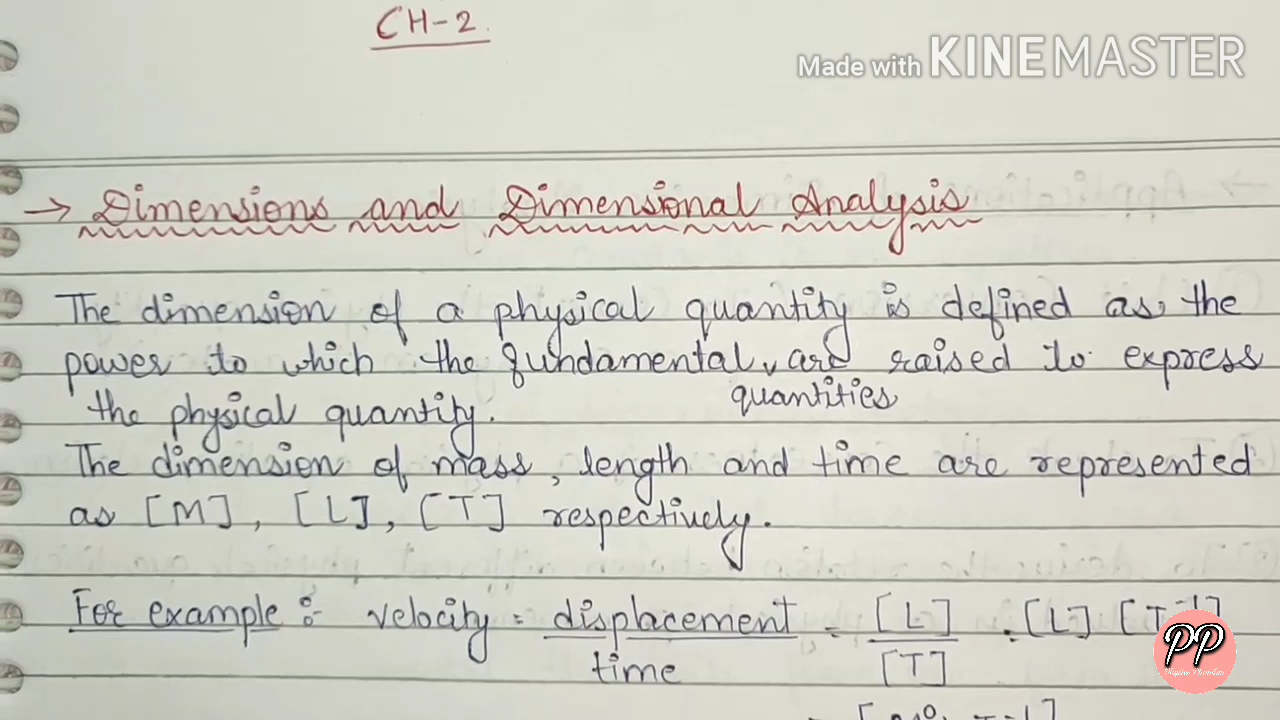 CH-2.
Made with KINEMASTER
→ Dimensions and Dimensional Analysis
The dimension of a physical quantity is defined as the
power to which the fundamental, are raised to express
quantities
the physical quantity.
The dimension of mass, length and time are represented
as [M], [L], [T] respectively.
For example :- velocity = displacement = [L] = [L] [T⁻¹]
time [T]
PP